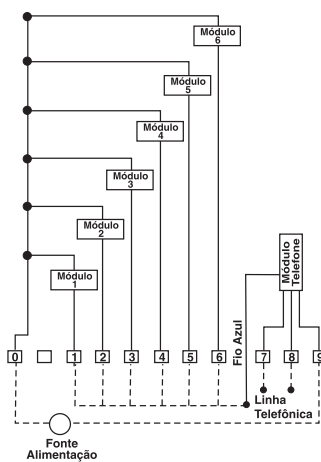 Módulo
6
Módulo
5
Módulo
4
Módulo
3
Módulo
2
Módulo
1
Módulo
Telefone
Fio Azul
0
1
2
3
4
5
6
7
8
9
Linha
Telefônica
Fonte
Alimentação